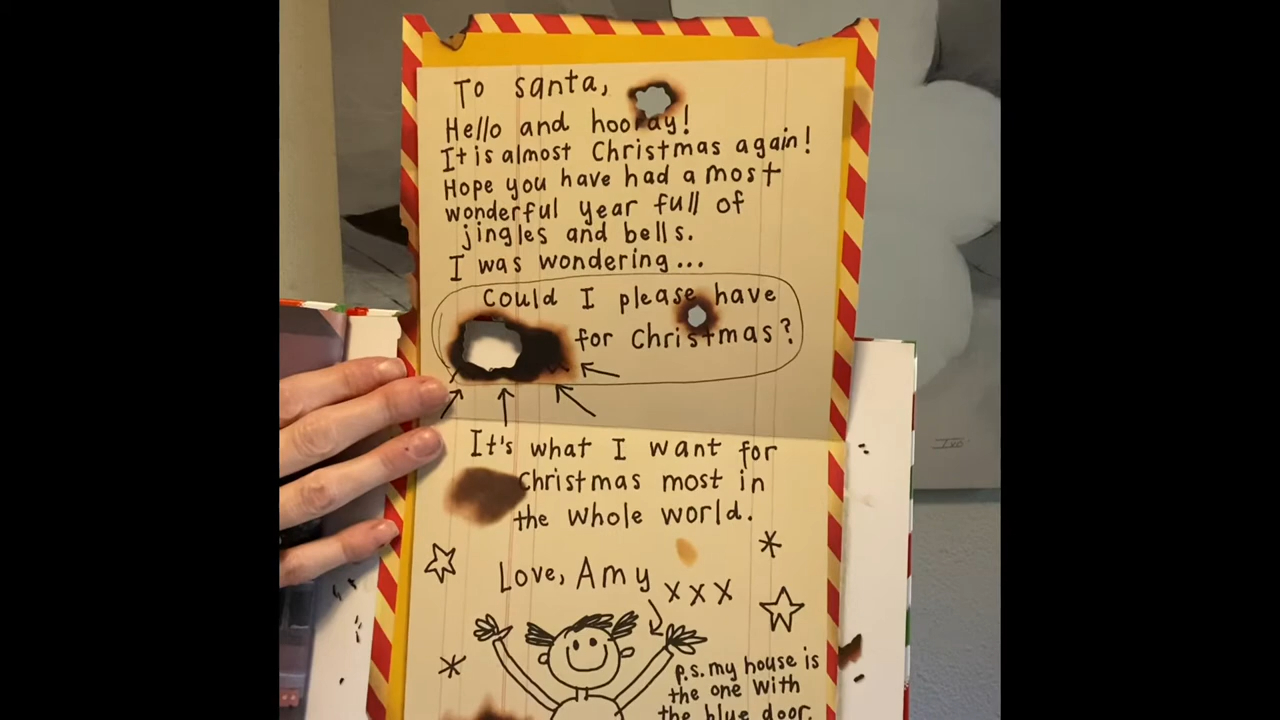 To santa,
Hello and hooray!
It is almost Christmas again!
Hope you have had a most
wonderful year full of
jingles and bells.
I was wondering...
Could I please have
for Christmas?
It's what I want for
Christmas most in
the whole world.
Love, Amy xxx
p.s. my house is
the one with
the blue door.